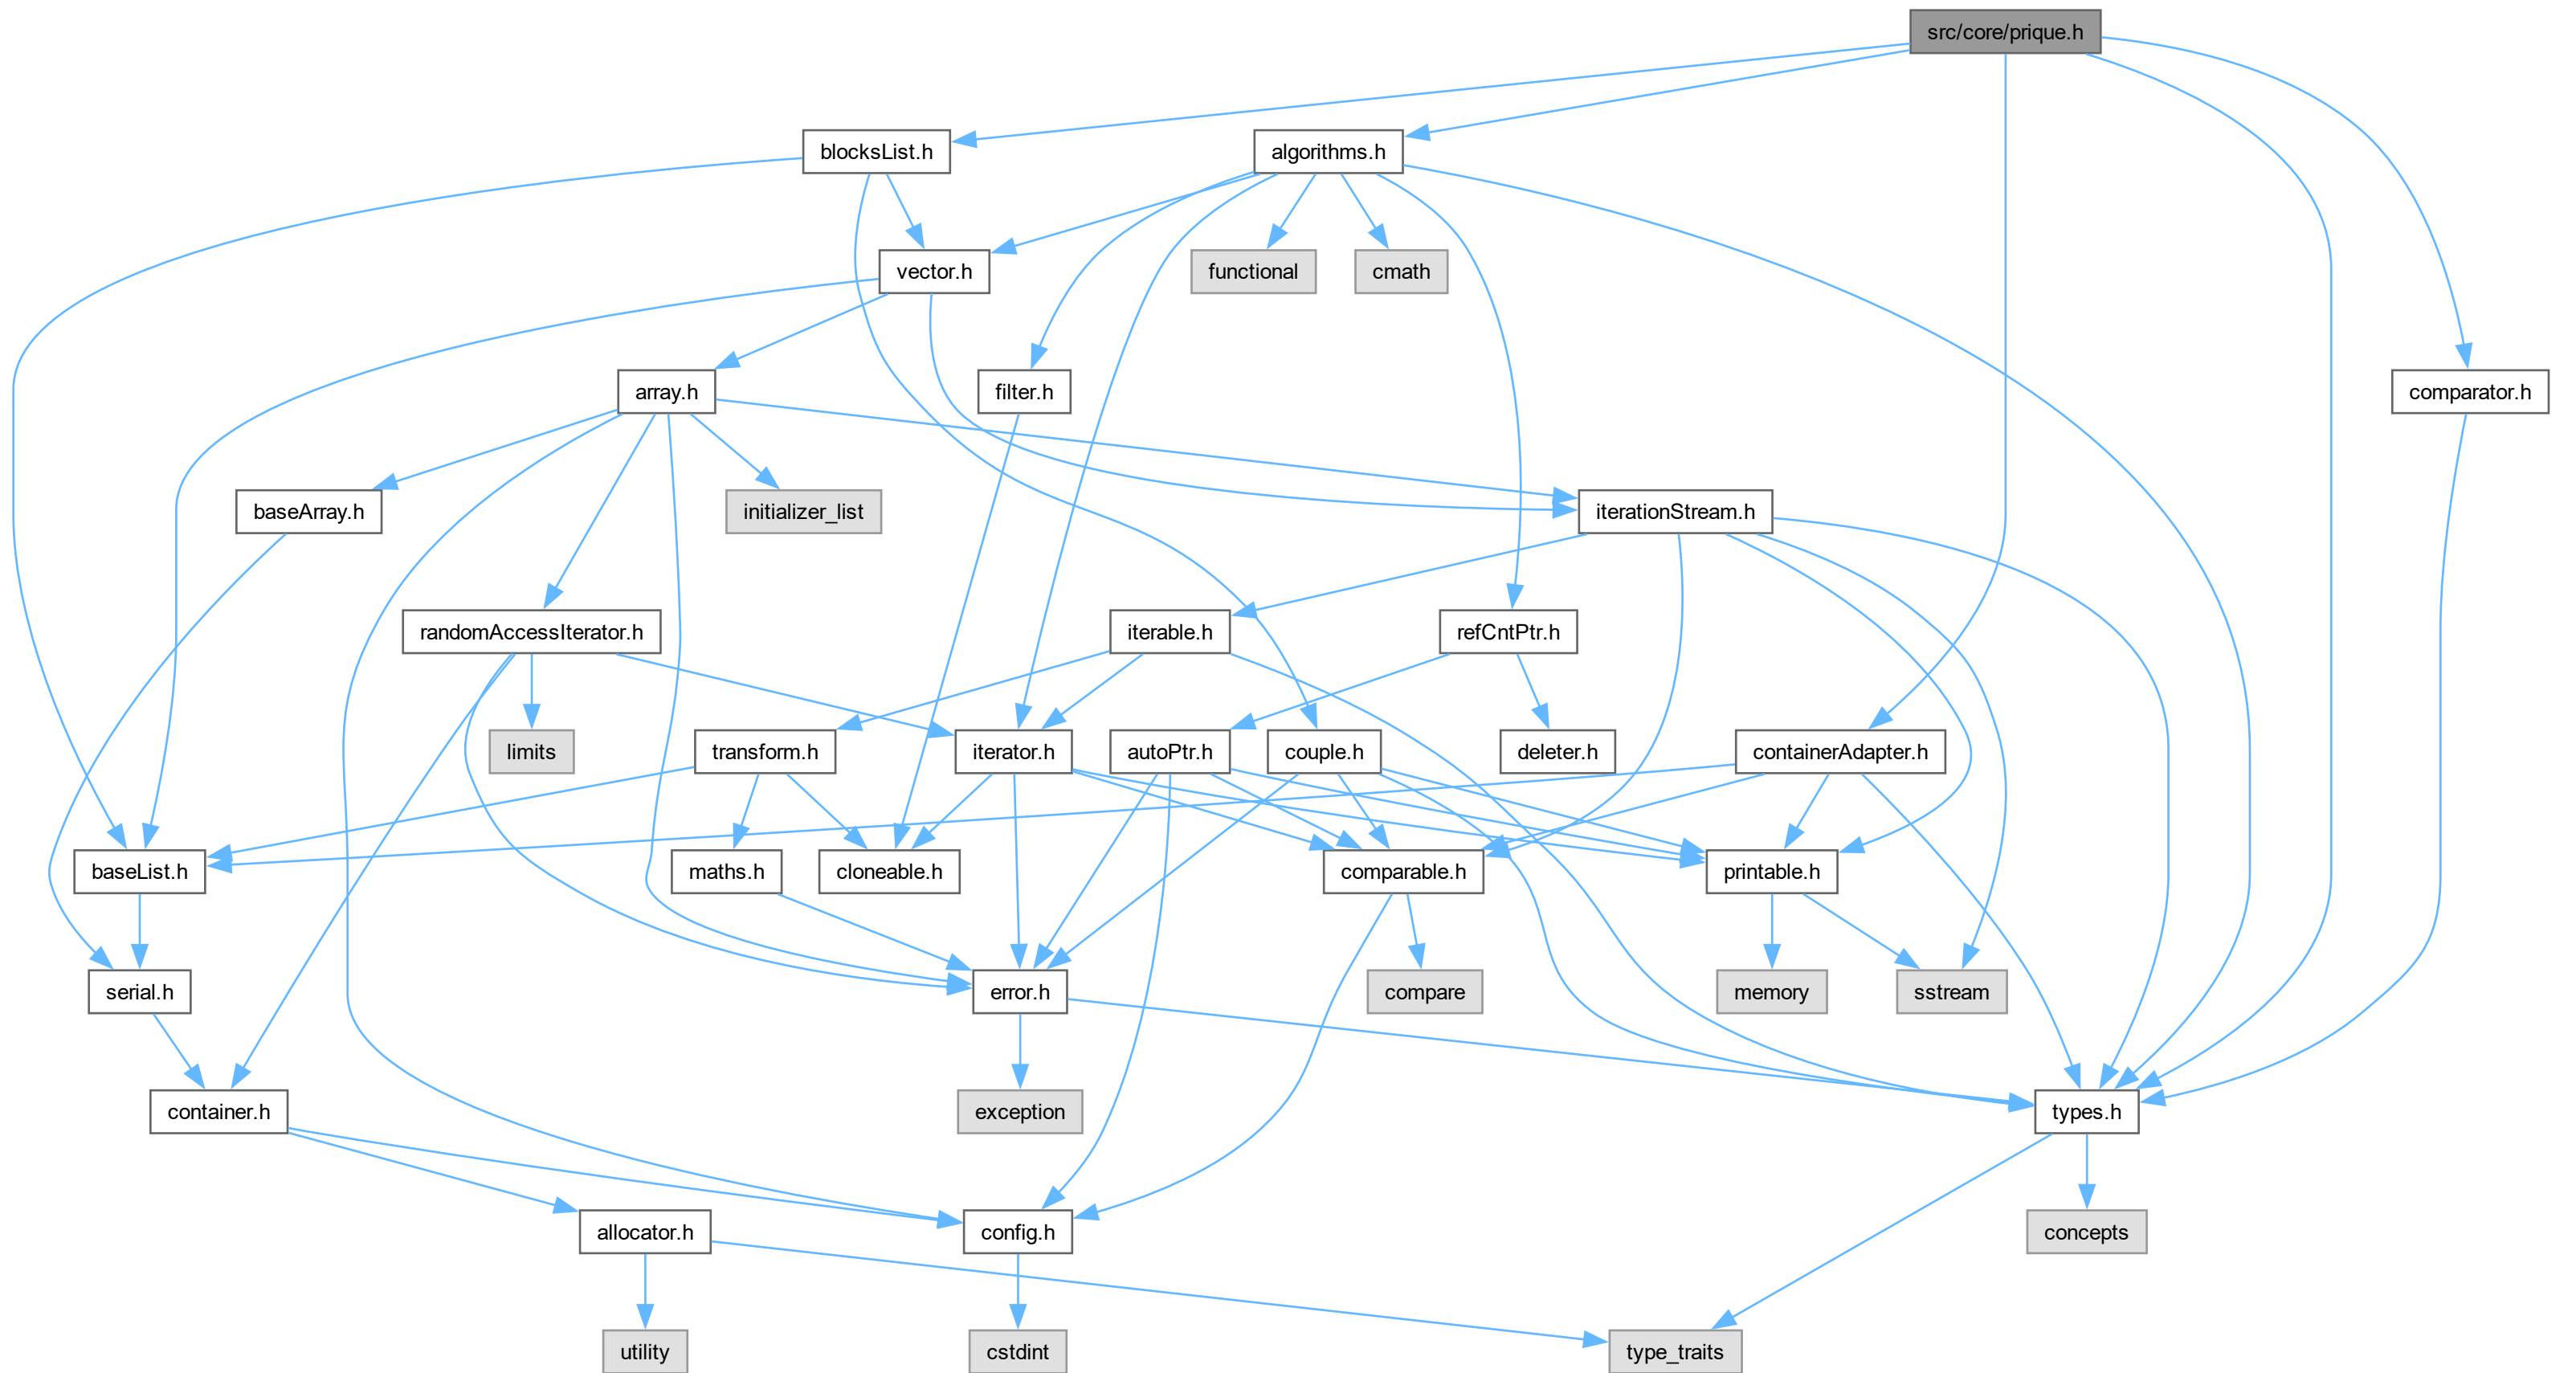 src/core/prique.h
blocksList.h
algorithms.h
vector.h
functional
cmath
array.h
filter.h
comparator.h
baseArray.h
initializer_list
iterationStream.h
randomAccessIterator.h
iterable.h
refCntPtr.h
limits
transform.h
iterator.h
autoPtr.h
couple.h
deleter.h
containerAdapter.h
baseList.h
maths.h
cloneable.h
comparable.h
printable.h
serial.h
error.h
compare
memory
sstream
container.h
exception
types.h
allocator.h
config.h
concepts
utility
cstdint
type_traits